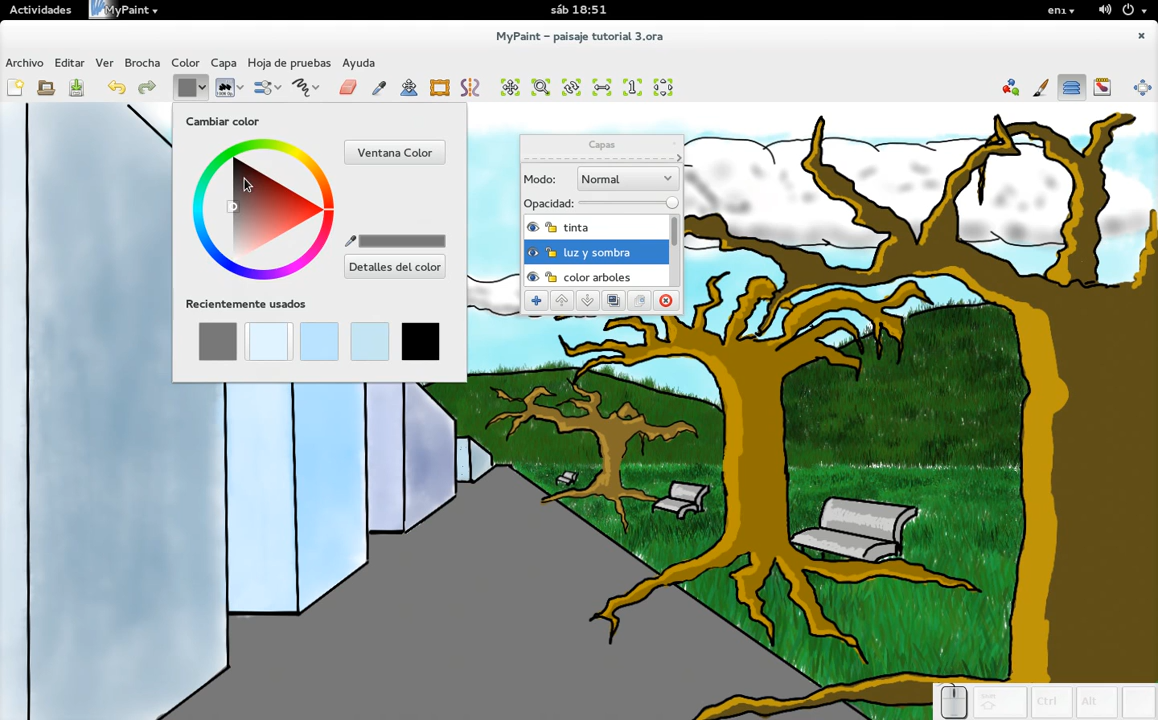 Actividades MyPaint sáb 18:51 en₁
MyPaint – paisaje tutorial 3.ora ×
Archivo Editar Ver Brocha Color Capa Hoja de pruebas Ayuda
Cambiar color
Ventana Color
Detalles del color
Recientemente usados
Capas
Modo: Normal
Opacidad:
tinta
luz y sombra
color arboles
Shift Ctrl Alt